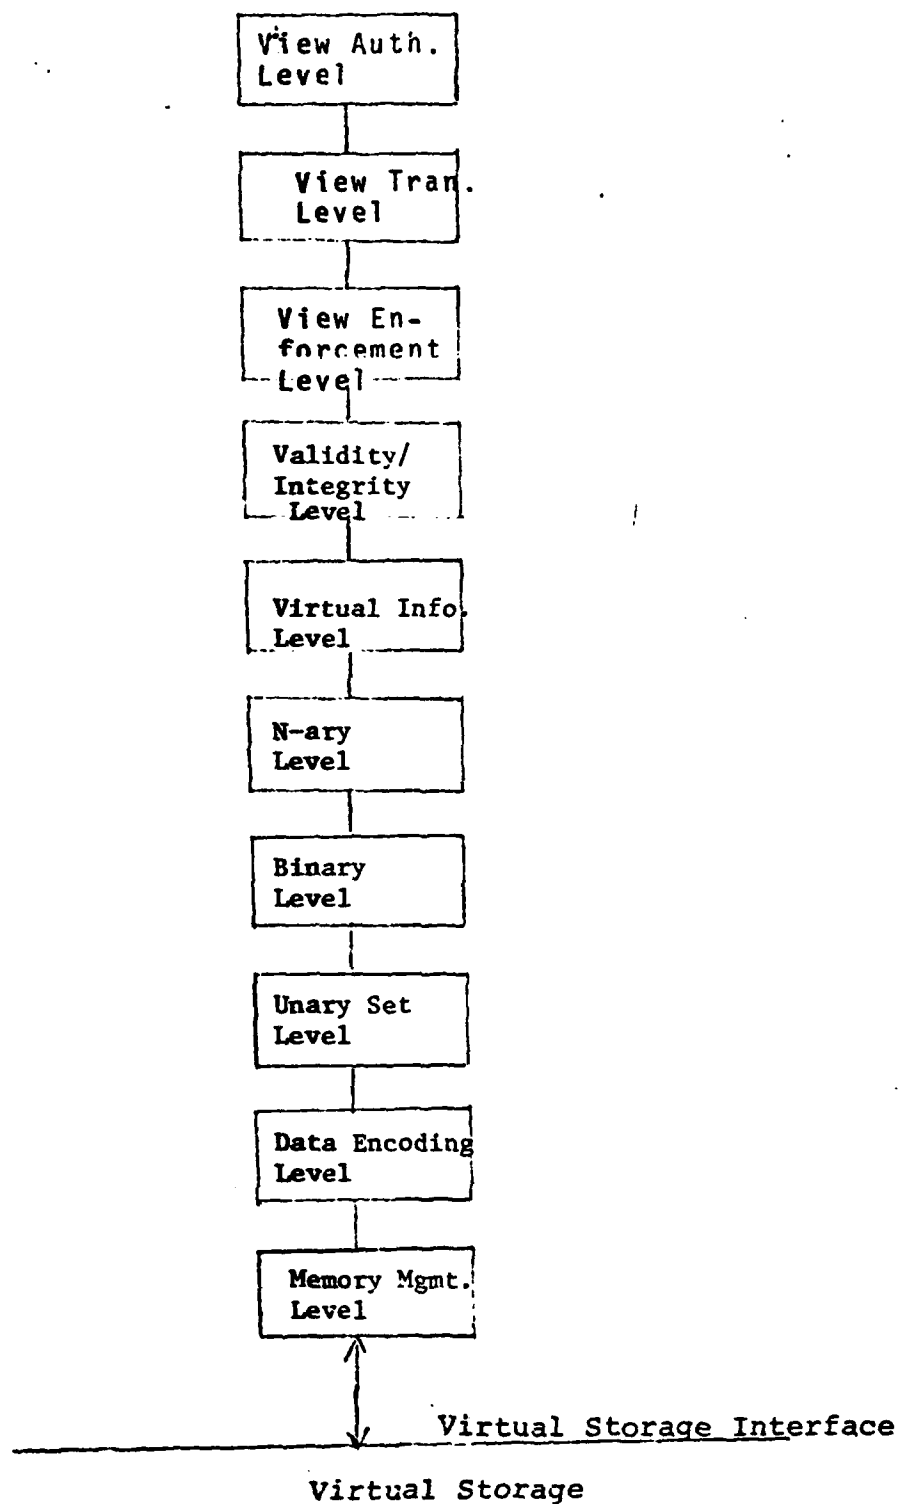 View Auth.
Level
View Tran.
Level
View En-
forcement
Level
Validity/
Integrity
Level
Virtual Info.
Level
N-ary
Level
Binary
Level
Unary Set
Level
Data Encoding
Level
Memory Mgmt.
Level
Virtual Storage Interface
Virtual Storage